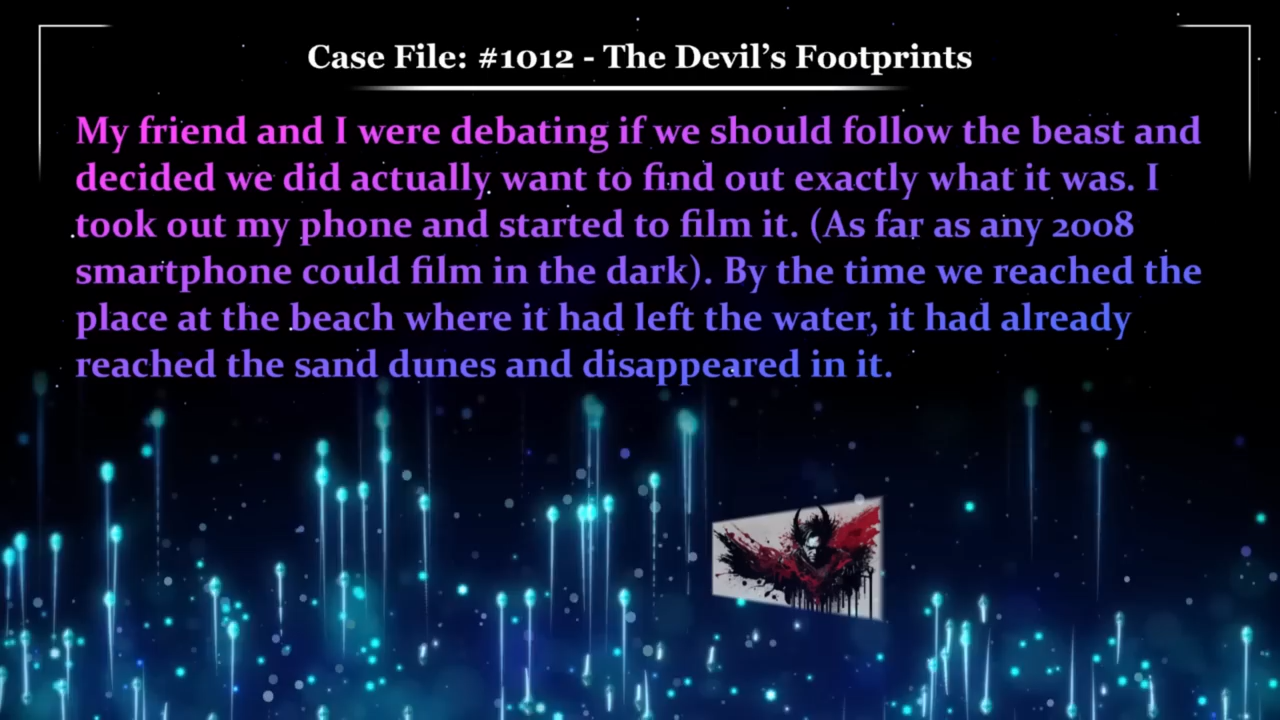 Case File: #1012 - The Devil’s Footprints
My friend and I were debating if we should follow the beast and
decided we did actually want to find out exactly what it was. I
took out my phone and started to film it. (As far as any 2008
smartphone could film in the dark). By the time we reached the
place at the beach where it had left the water, it had already
reached the sand dunes and disappeared in it.